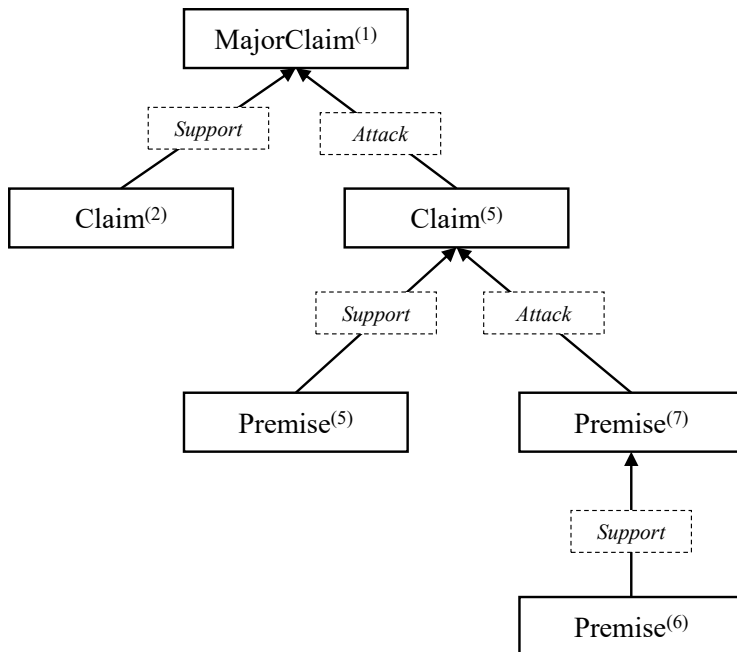 MajorClaim(1)
Support
Attack
Claim(2)
Claim(5)
Support
Attack
Premise(5)
Premise(7)
Support
Premise(6)